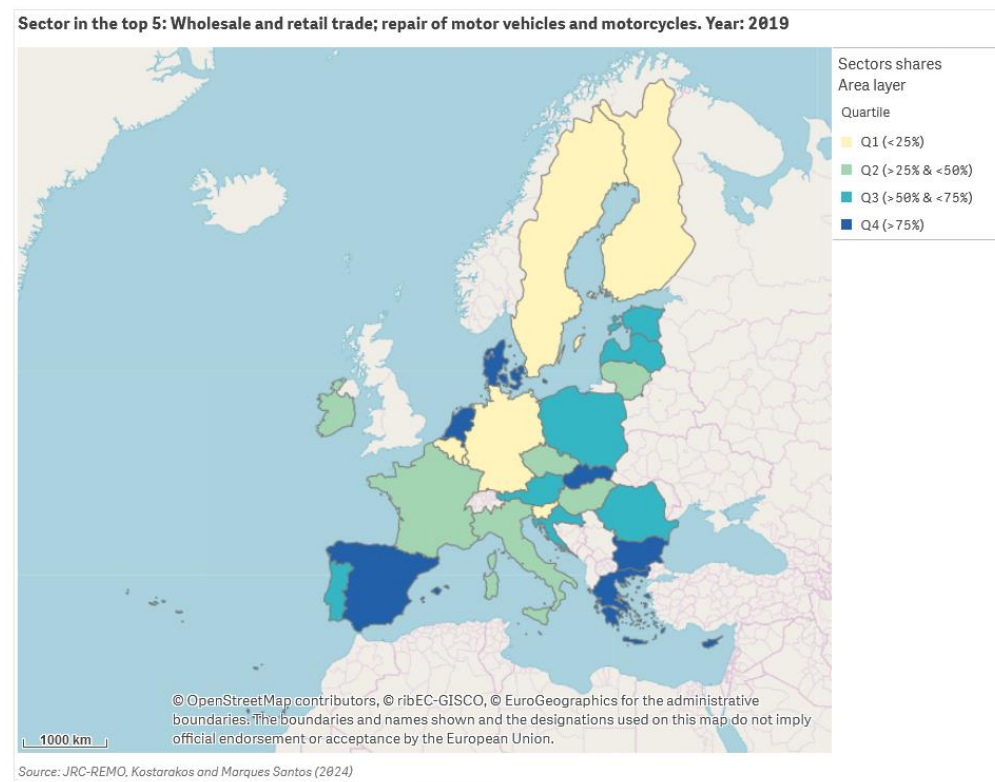 Sector in the top 5: Wholesale and retail trade; repair of motor vehicles and motorcycles. Year: 2019
Sectors shares
Area layer
Quartile
Q1 (<25%)
Q2 (>25% & <50%)
Q3 (>50% & <75%)
Q4 (>75%)
© OpenStreetMap contributors, © ribEC-GISCO, © EuroGeographics for the administrative
boundaries. The boundaries and names shown and the designations used on this map do not imply
official endorsement or acceptance by the European Union.
1000 km
Source: JRC-REMO, Kostarakos and Marques Santos (2024)